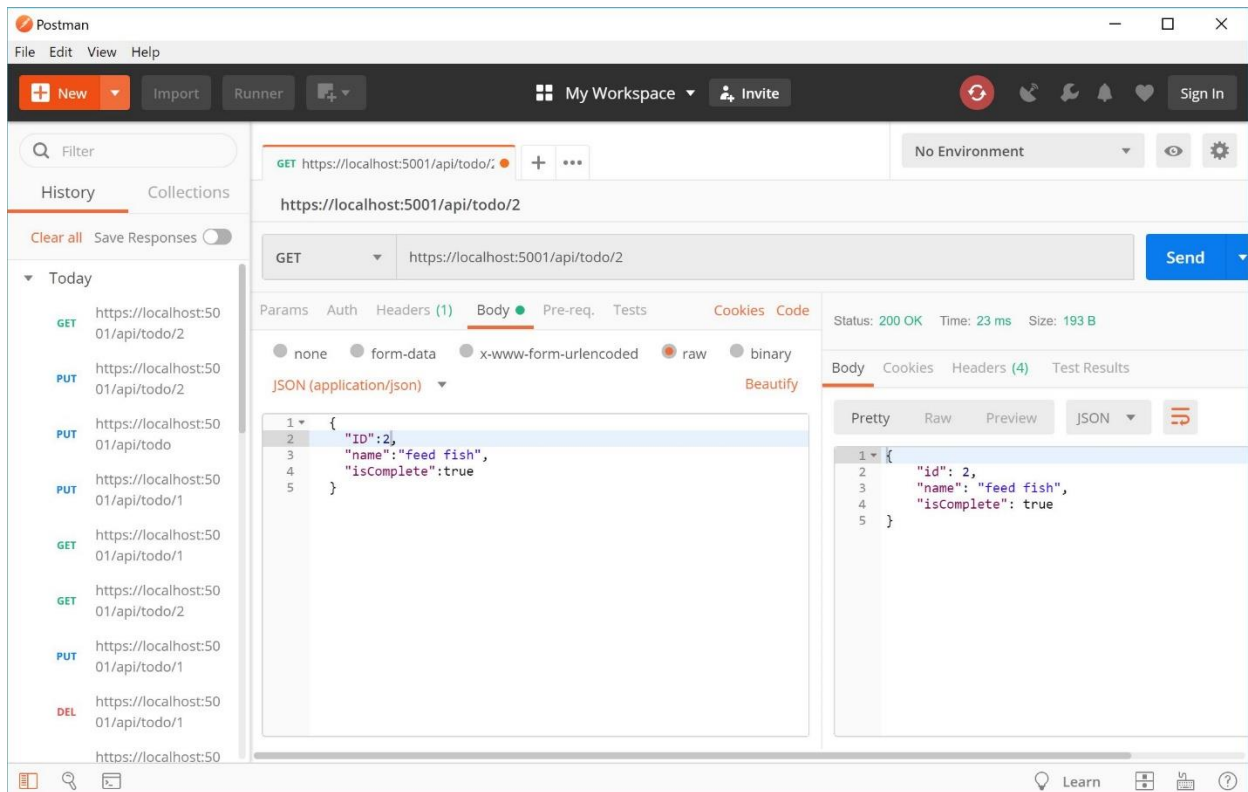 Postman
File Edit View Help
New Import Runner My Workspace Invite Sign In
Filter
History Collections
Clear all Save Responses
Today
GET https://localhost:50
01/api/todo/2
PUT https://localhost:50
01/api/todo/2
PUT https://localhost:50
01/api/todo
PUT https://localhost:50
01/api/todo/1
GET https://localhost:50
01/api/todo/1
GET https://localhost:50
01/api/todo/2
PUT https://localhost:50
01/api/todo/1
DEL https://localhost:50
01/api/todo/1
https://localhost:50
GET https://localhost:5001/api/todo/2
No Environment
https://localhost:5001/api/todo/2
GET https://localhost:5001/api/todo/2 Send
Params Auth Headers (1) Body Pre-req. Tests Cookies Code
none form-data x-www-form-urlencoded raw binary
JSON (application/json) Beautify
1 {
2 "ID":2,
3 "name":"feed fish",
4 "isComplete":true
5 }
Status: 200 OK Time: 23 ms Size: 193 B
Body Cookies Headers (4) Test Results
Pretty Raw Preview JSON
1 {
2 "id": 2,
3 "name": "feed fish",
4 "isComplete": true
5 }
Learn